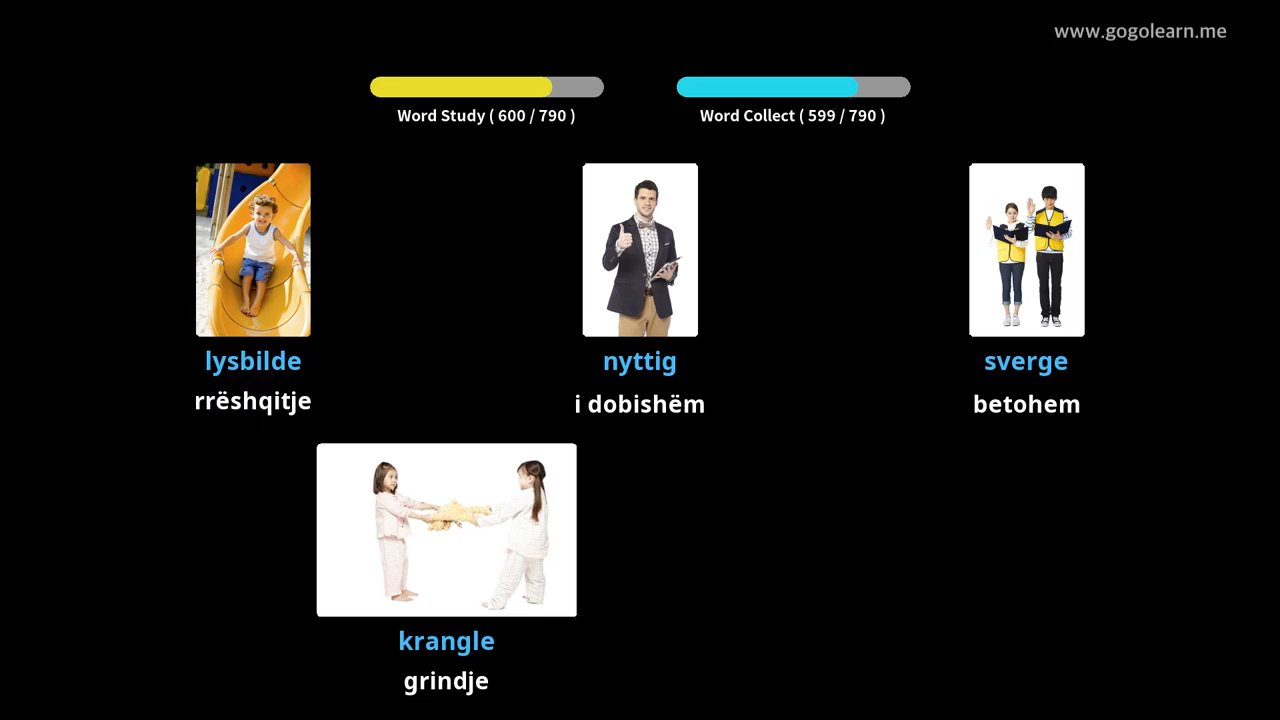 www.gogolearn.me
Word Study ( 600 / 790 )
Word Collect ( 599 / 790 )
lysbilde
rrëshqitje
nyttig
i dobishëm
sverge
betohem
krangle
grindje